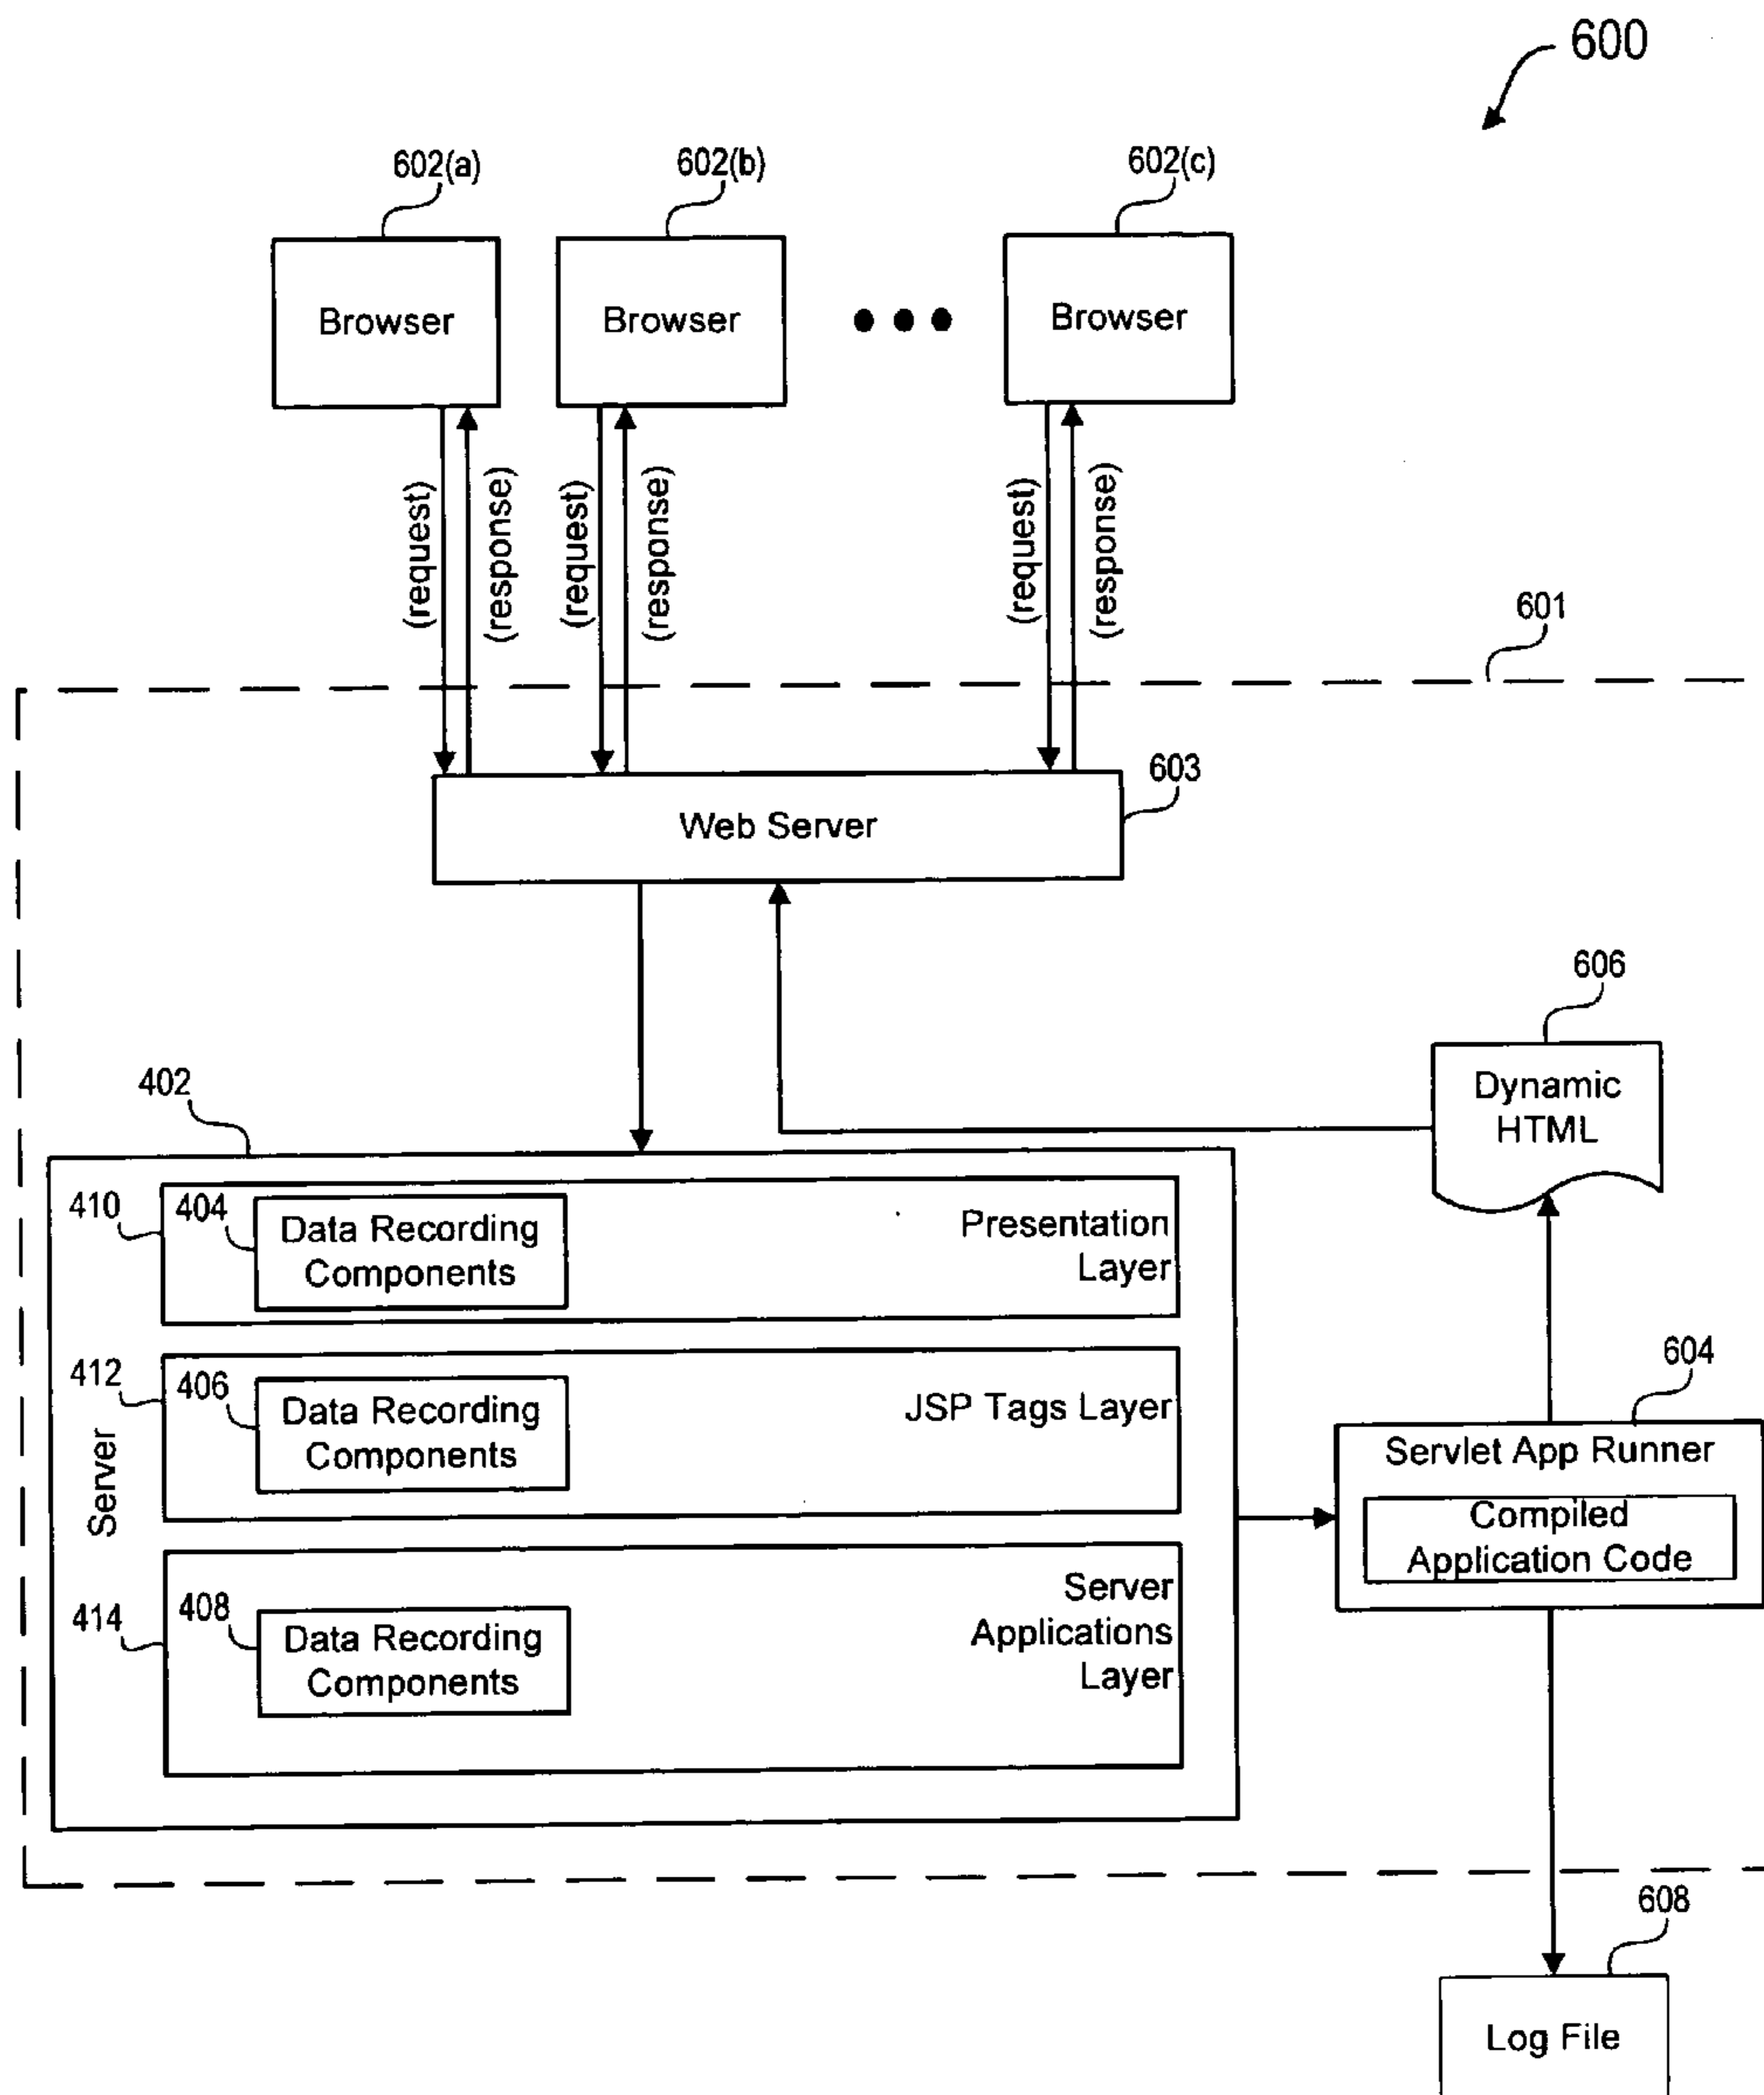 600
602(a)
602(b)
602(c)
Browser
Browser
Browser
(request)
(response)
(request)
(response)
(request)
(response)
601
603
Web Server
606
Dynamic
HTML
402
410
404
Data Recording
Components
Presentation
Layer
412
406
Data Recording
Components
JSP Tags Layer
Server
414
408
Data Recording
Components
Server
Applications
Layer
604
Servlet App Runner
Compiled
Application Code
608
Log File